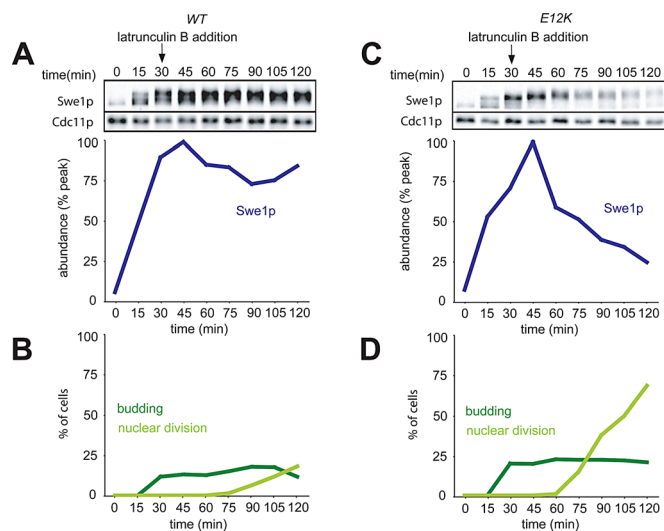 WT
latrunculin B addition
A
time(min) 0 15 30 45 60 75 90 105 120
Swe1p
Cdc11p
abundance (% peak)
100
75
50
25
0
Swe1p
0 15 30 45 60 75 90 105 120
time (min)
B
% of cells
100
75
50
25
0
budding
nuclear division
0 15 30 45 60 75 90 105 120
time (min)
E12K
latrunculin B addition
C
time(min) 0 15 30 45 60 75 90 105 120
Swe1p
Cdc11p
abundance (% peak)
100
75
50
25
0
Swe1p
0 15 30 45 60 75 90 105 120
time (min)
D
% of cells
100
75
50
25
0
budding
nuclear division
0 15 30 45 60 75 90 105 120
time (min)